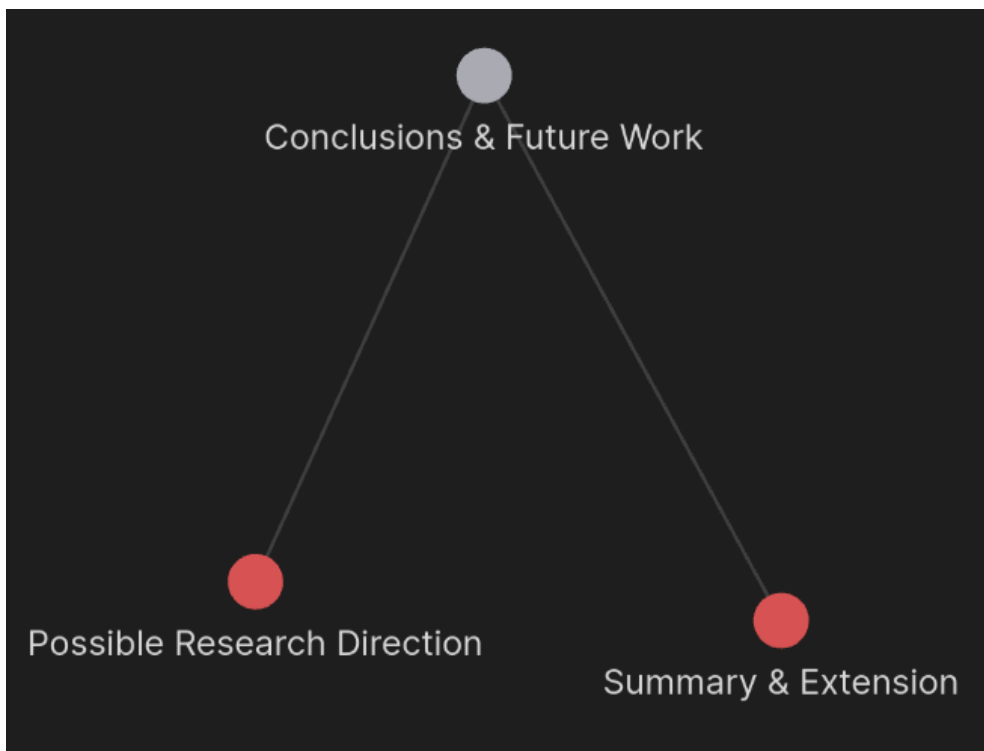 Conclusions & Future Work
Possible Research Direction
Summary & Extension